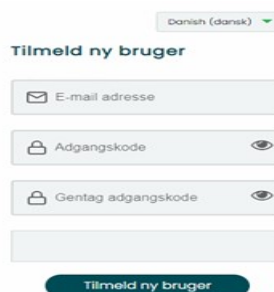 Danish (dansk)
Tilmeld ny bruger
E-mail adresse
Adgangskode
Gentag adgangskode
Tilmeld ny bruger